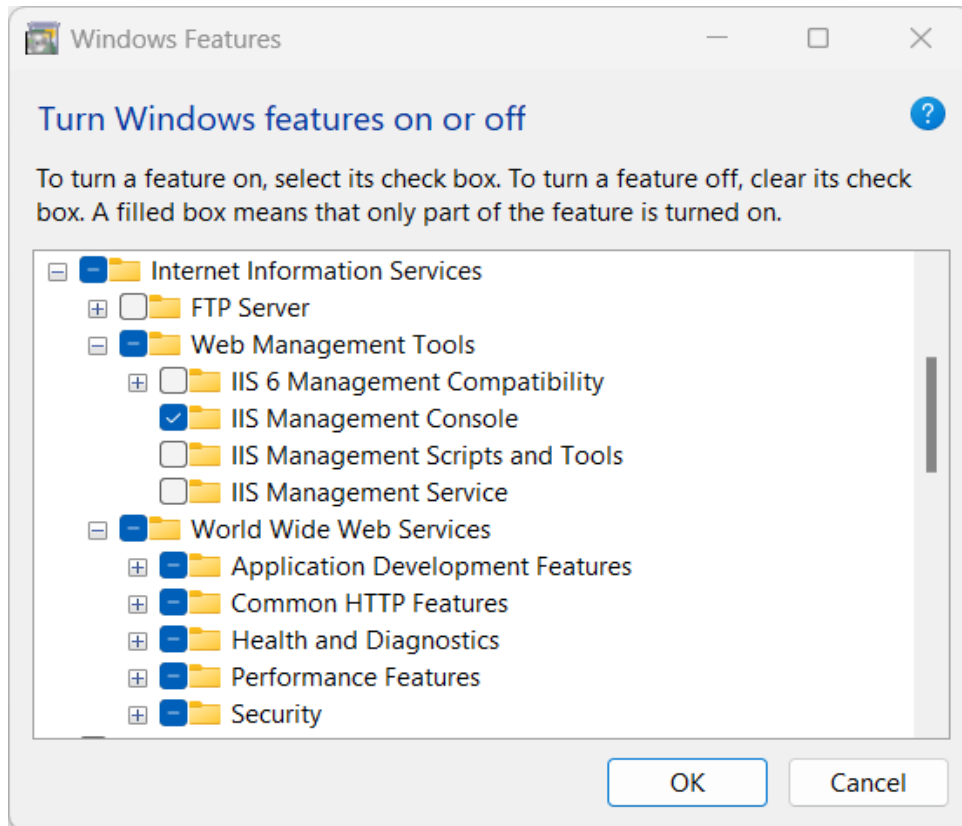 Windows Features
Turn Windows features on or off
To turn a feature on, select its check box. To turn a feature off, clear its check
box. A filled box means that only part of the feature is turned on.
Internet Information Services
FTP Server
Web Management Tools
IIS 6 Management Compatibility
IIS Management Console
IIS Management Scripts and Tools
IIS Management Service
World Wide Web Services
Application Development Features
Common HTTP Features
Health and Diagnostics
Performance Features
Security
OK
Cancel